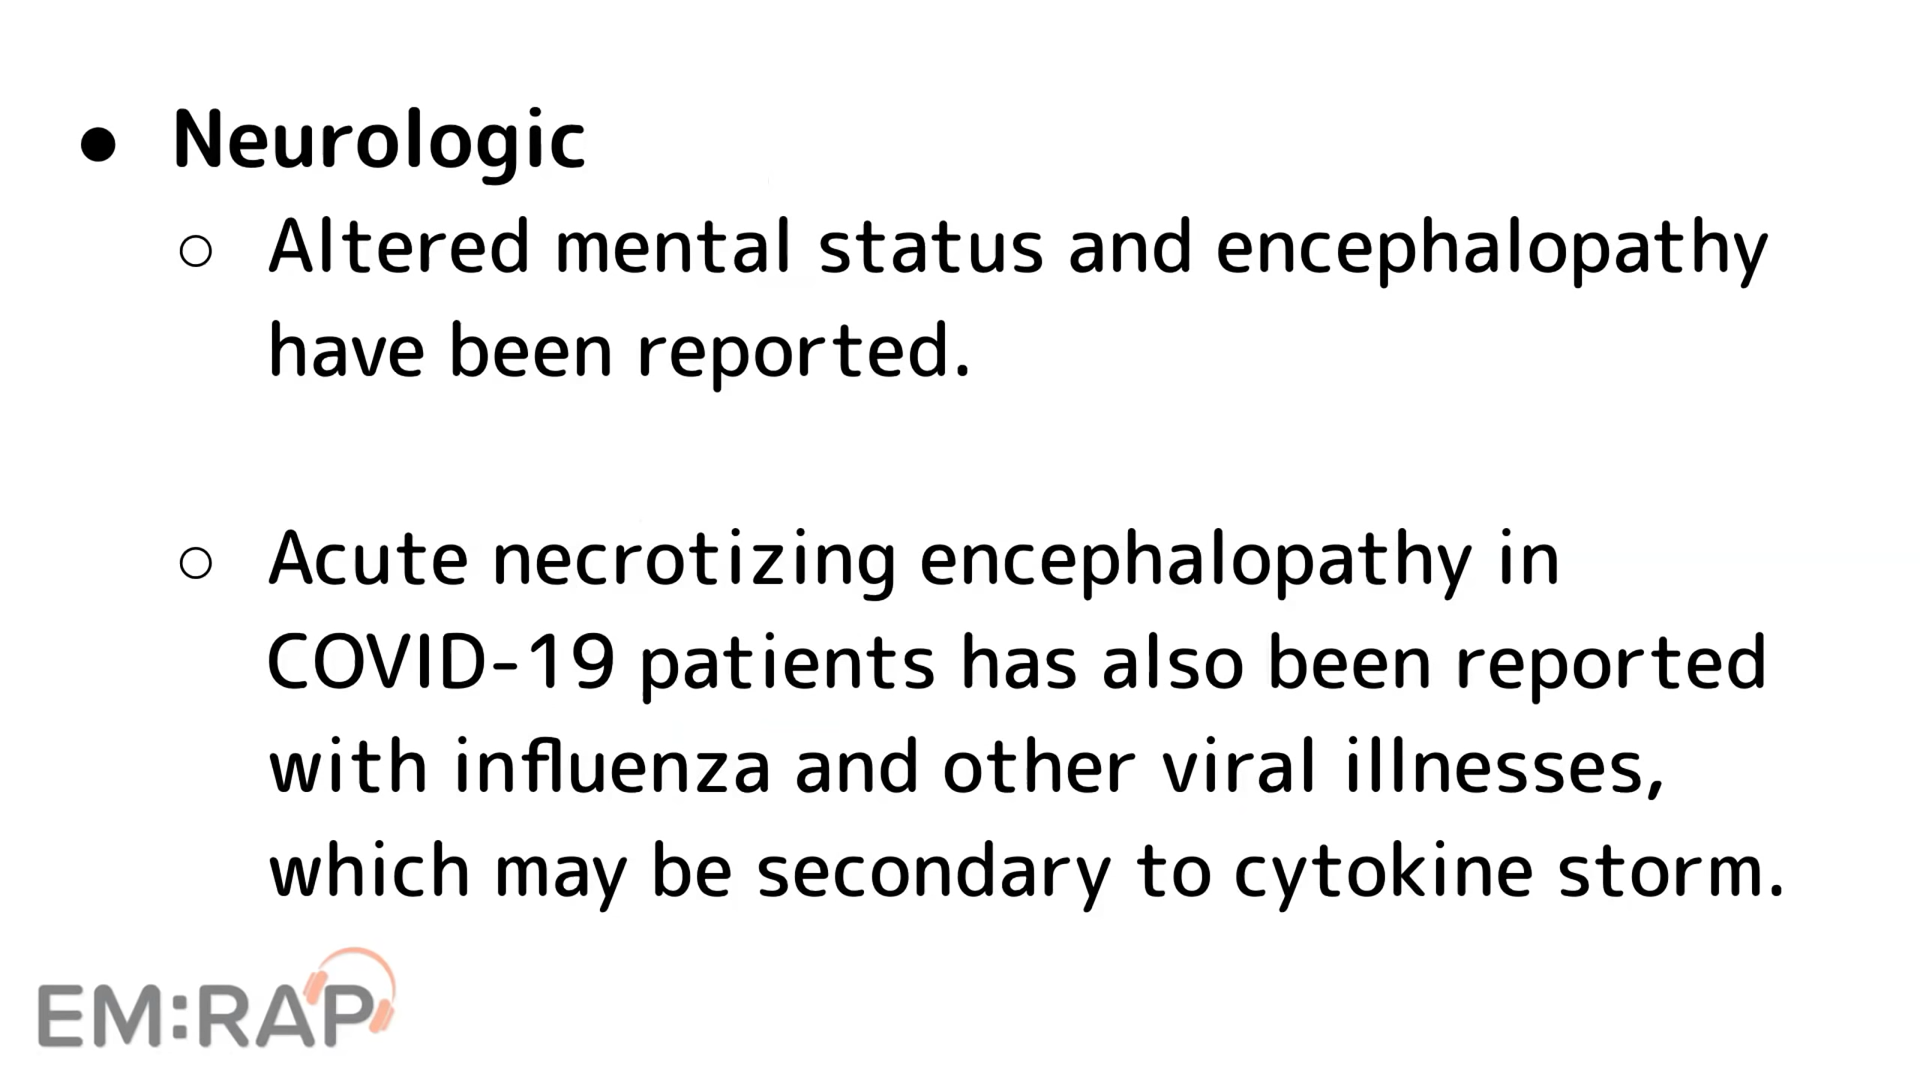 ● Neurologic
○ Altered mental status and encephalopathy
have been reported.
○ Acute necrotizing encephalopathy in
COVID-19 patients has also been reported
with influenza and other viral illnesses,
which may be secondary to cytokine storm.
EM:RAP